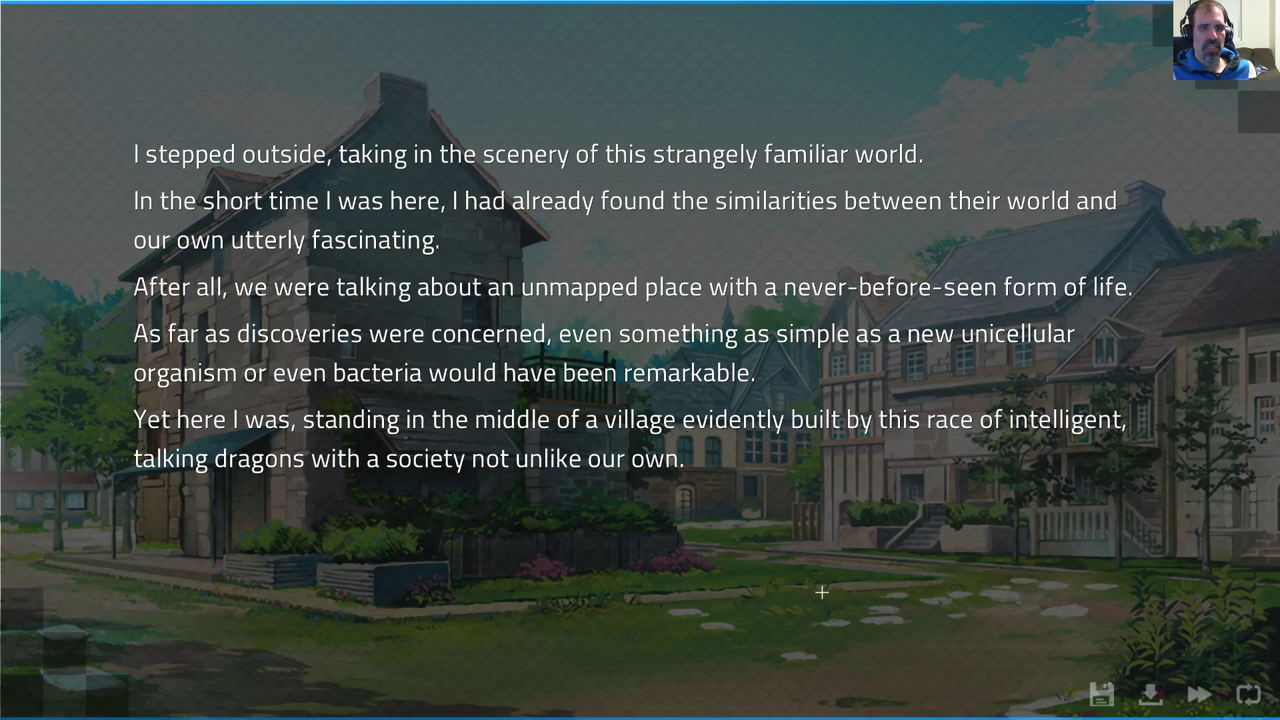 I stepped outside, taking in the scenery of this strangely familiar world.
In the short time I was here, I had already found the similarities between their world and
our own utterly fascinating.
After all, we were talking about an unmapped place with a never-before-seen form of life.
As far as discoveries were concerned, even something as simple as a new unicellular
organism or even bacteria would have been remarkable.
Yet here I was, standing in the middle of a village evidently built by this race of intelligent,
talking dragons with a society not unlike our own.